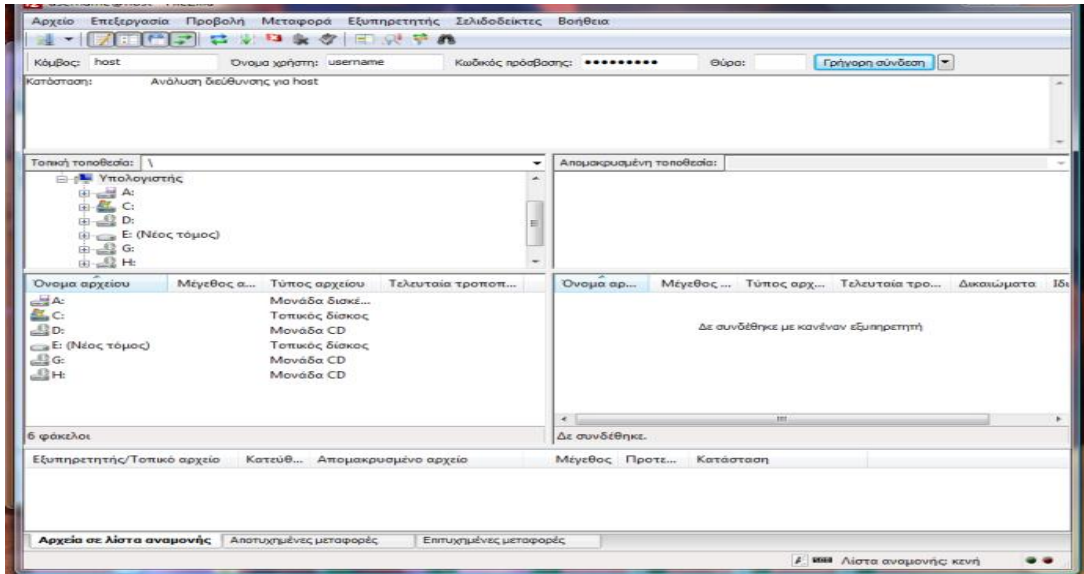 Αρχείο Επεξεργασία Προβολή Μεταφορά Εξυπηρετητής Σελιδοδείκτες Βοήθεια
Κόμβος: host Όνομα χρήστη: username Κωδικός πρόσβασης: ●●●●●●●●● Θύρα: Γρήγορη σύνδεση
Κατάσταση: Ανάλυση διεύθυνσης για host
Τοπική τοποθεσία: \ Απομακρυσμένη τοποθεσία:
Υπολογιστής
A:
C:
D:
E: (Νέος τόμος)
G:
H:
Όνομα αρχείου Μέγεθος α... Τύπος αρχείου Τελευταία τροποπ...
A: Μονάδα δισκέ...
C: Τοπικός δίσκος
D: Μονάδα CD
E: (Νέος τόμος) Τοπικός δίσκος
G: Μονάδα CD
H: Μονάδα CD
6 φάκελοι
Όνομα αρ... Μέγεθος ... Τύπος αρχ... Τελευταία τρο... Δικαιώματα Ιδι
Δε συνδέθηκε με κανέναν εξυπηρετητή
Δε συνδέθηκε.
Εξυπηρετητής/Τοπικό αρχείο Κατεύθ... Απομακρυσμένο αρχείο Μέγεθος Προτε... Κατάσταση
Αρχεία σε λίστα αναμονής Αποτυχημένες μεταφορές Επιτυχημένες μεταφορές
Λίστα αναμονής: κενή